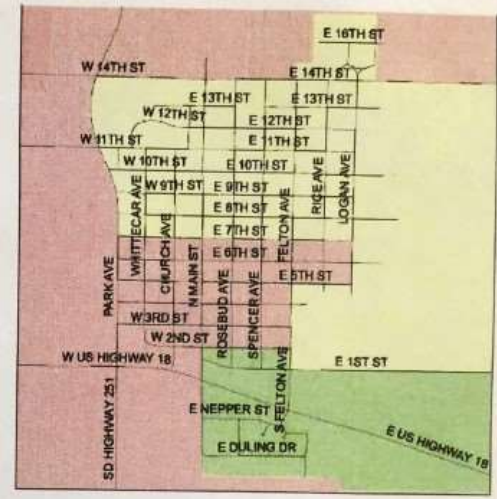 E 16TH ST
W 14TH ST
E 14TH ST
E 13TH ST
E 13TH ST
W 12TH ST
E 12TH ST
W 11TH ST
E 11TH ST
W 10TH ST
E 10TH ST
W 9TH ST
E 9TH ST
E 8TH ST
E 7TH ST
E 6TH ST
E 5TH ST
WHITTECAR AVE
CHURCH AVE
FELTON AVE
RICE AVE
LOGAN AVE
PARK AVE
N MAIN ST
ROSEBUD AVE
SPENCER AVE
W 3RD ST
W 2ND ST
W US HIGHWAY 18
E 1ST ST
SD HIGHWAY 251
E NEPPER ST
S FELTON AVE
E DULING DR
E US HIGHWAY 18